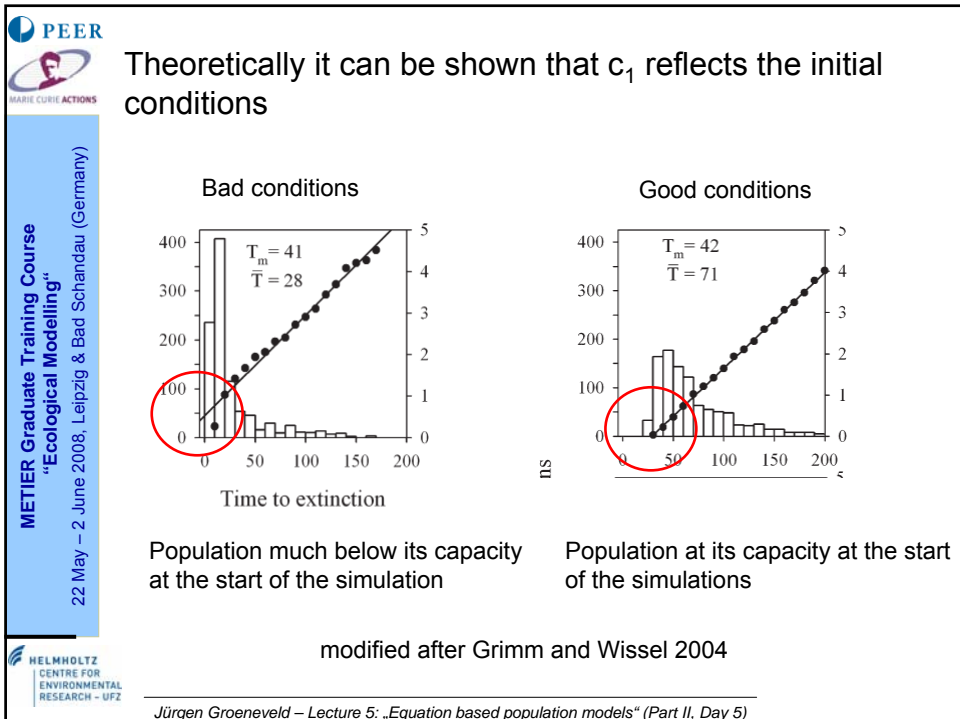 PEER
MARIE CURIE ACTIONS
METIER Graduate Training Course
“Ecological Modelling“
22 May – 2 June 2008, Leipzig & Bad Schandau (Germany)
HELMHOLTZ
CENTRE FOR
ENVIRONMENTAL
RESEARCH – UFZ
Theoretically it can be shown that c₁ reflects the initial
conditions
Bad conditions
400
300
200
100
0
Tₘ= 41
T̅ = 28
5
4
3
2
1
0
0 50 100 150 200
Time to extinction
Population much below its capacity
at the start of the simulation
Good conditions
400
300
200
100
0
Tₘ= 42
T̅ = 71
5
4
3
2
1
0
0 50 100 150 200
ns
5
Population at its capacity at the start
of the simulations
modified after Grimm and Wissel 2004
Jürgen Groeneveld – Lecture 5: „Equation based population models“ (Part II, Day 5)